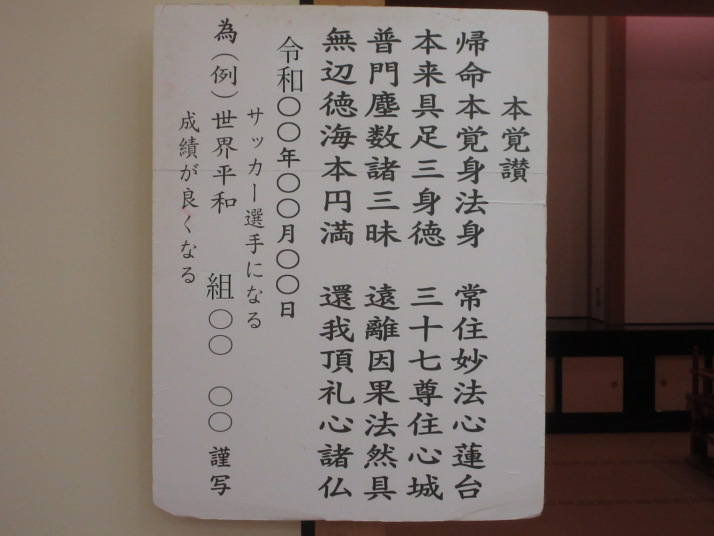 本覚讃
帰命本覚身法身　常住妙法心蓮台
本来具足三身徳　三十七尊住心城
普門塵数諸三昧　遠離因果法然具
無辺徳海本円満　還我頂礼心諸仏
令和〇〇年〇〇月〇〇日
サッカー選手になる
為（例）世界平和　組〇〇　〇〇　謹写
成績が良くなる